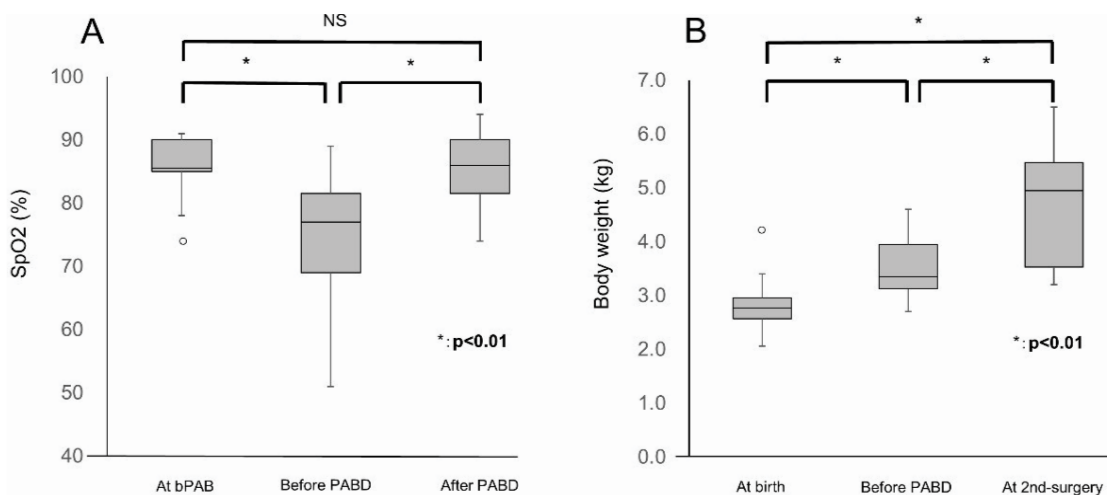 A
NS
*
*
SpO2 (%)
100
90
80
70
60
50
40
*: p<0.01
At bPAB
Before PABD
After PABD
B
*
*
*
Body weight (kg)
7.0
6.0
5.0
4.0
3.0
2.0
1.0
0.0
*: p<0.01
At birth
Before PABD
At 2nd-surgery